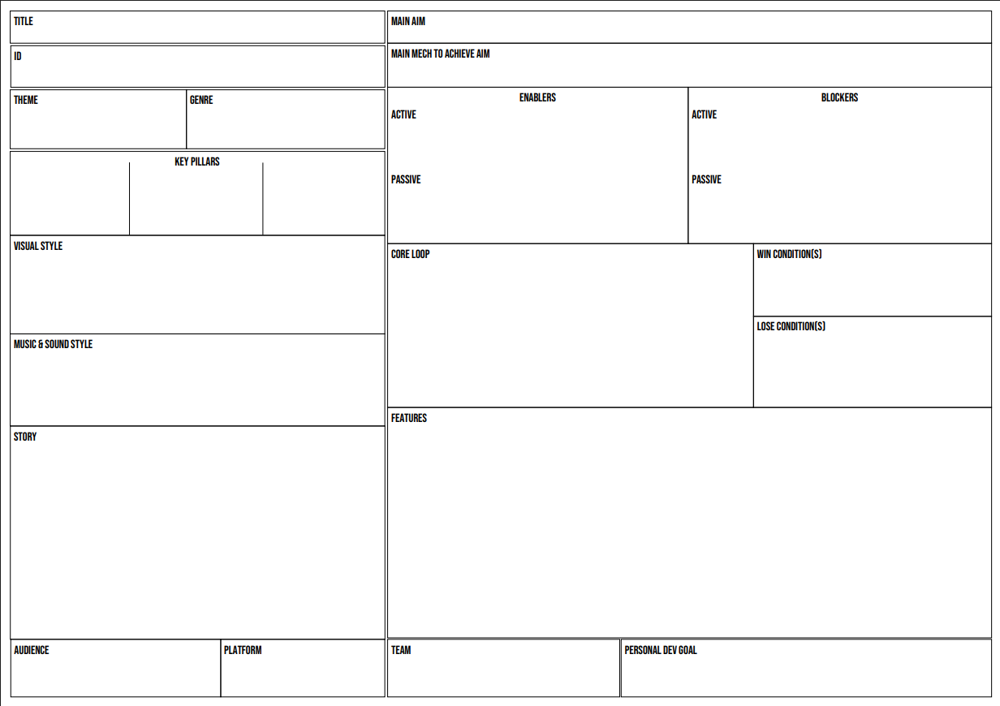 TITLE
ID
THEME
GENRE
KEY PILLARS
VISUAL STYLE
MUSIC & SOUND STYLE
STORY
AUDIENCE
PLATFORM
MAIN AIM
MAIN MECH TO ACHIEVE AIM
ENABLERS
ACTIVE
PASSIVE
BLOCKERS
ACTIVE
PASSIVE
CORE LOOP
WIN CONDITION(S)
LOSE CONDITION(S)
FEATURES
TEAM
PERSONAL DEV GOAL